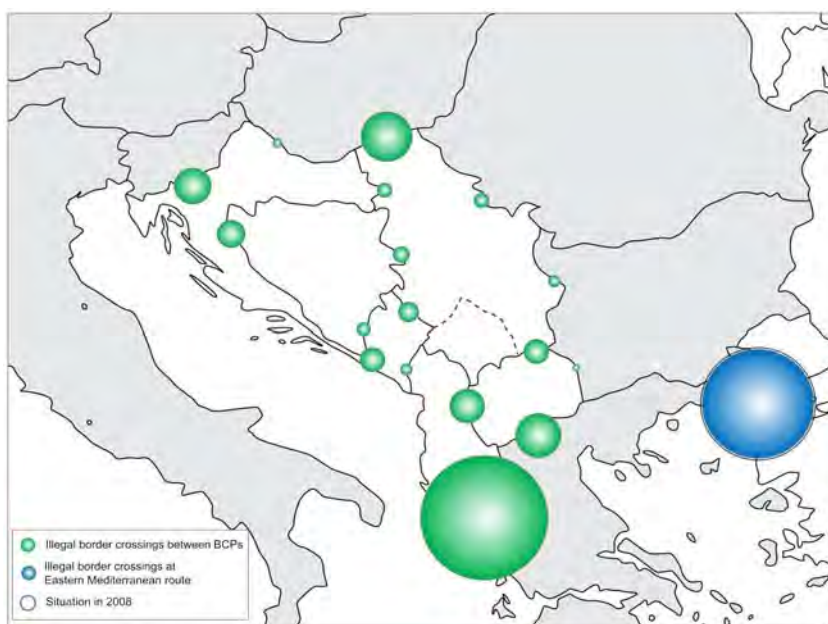 Illegal border crossings between BCPs
Illegal border crossings at
Eastern Mediterranean route
Situation in 2008